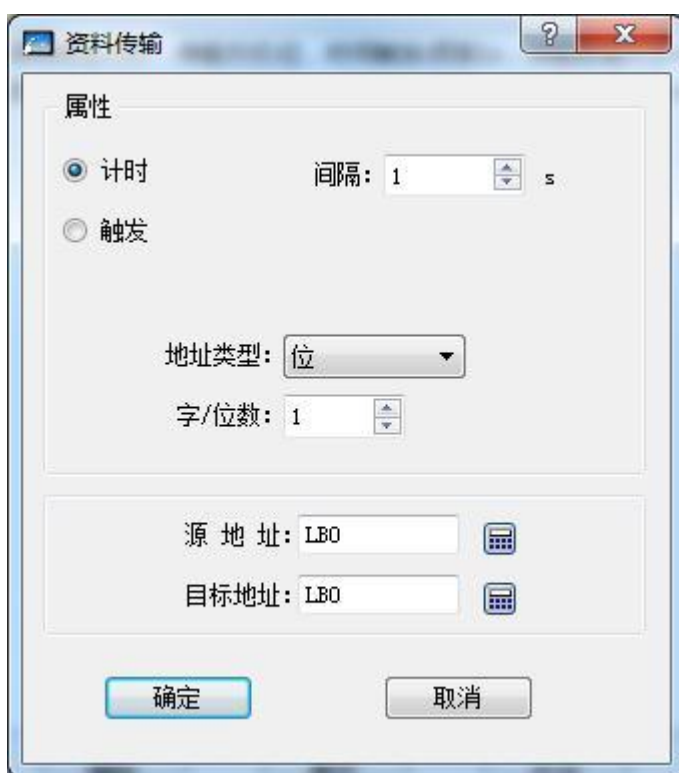 资料传输
属性
计时 间隔: 1 s
触发
地址类型: 位
字/位数: 1
源 地 址: LB0
目标地址: LB0
确定 取消